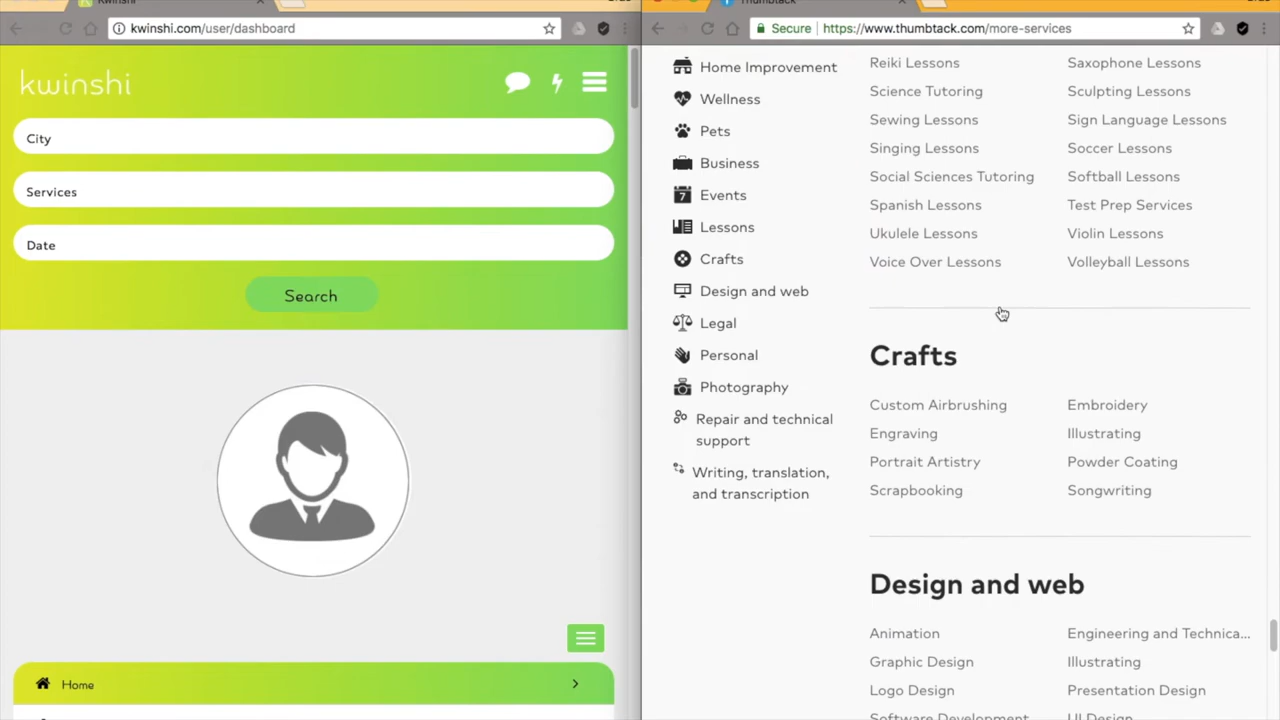 kwinshi.com/user/dashboard
kwinshi
City
Services
Date
Search
Home
Secure https://www.thumbtack.com/more-services
Home Improvement
Wellness
Pets
Business
7 Events
Lessons
Crafts
Design and web
Legal
Personal
Photography
Repair and technical
support
Writing, translation,
and transcription
Reiki Lessons Saxophone Lessons
Science Tutoring Sculpting Lessons
Sewing Lessons Sign Language Lessons
Singing Lessons Soccer Lessons
Social Sciences Tutoring Softball Lessons
Spanish Lessons Test Prep Services
Ukulele Lessons Violin Lessons
Voice Over Lessons Volleyball Lessons
Crafts
Custom Airbrushing Embroidery
Engraving Illustrating
Portrait Artistry Powder Coating
Scrapbooking Songwriting
Design and web
Animation Engineering and Technica...
Graphic Design Illustrating
Logo Design Presentation Design
Software Development UI Design